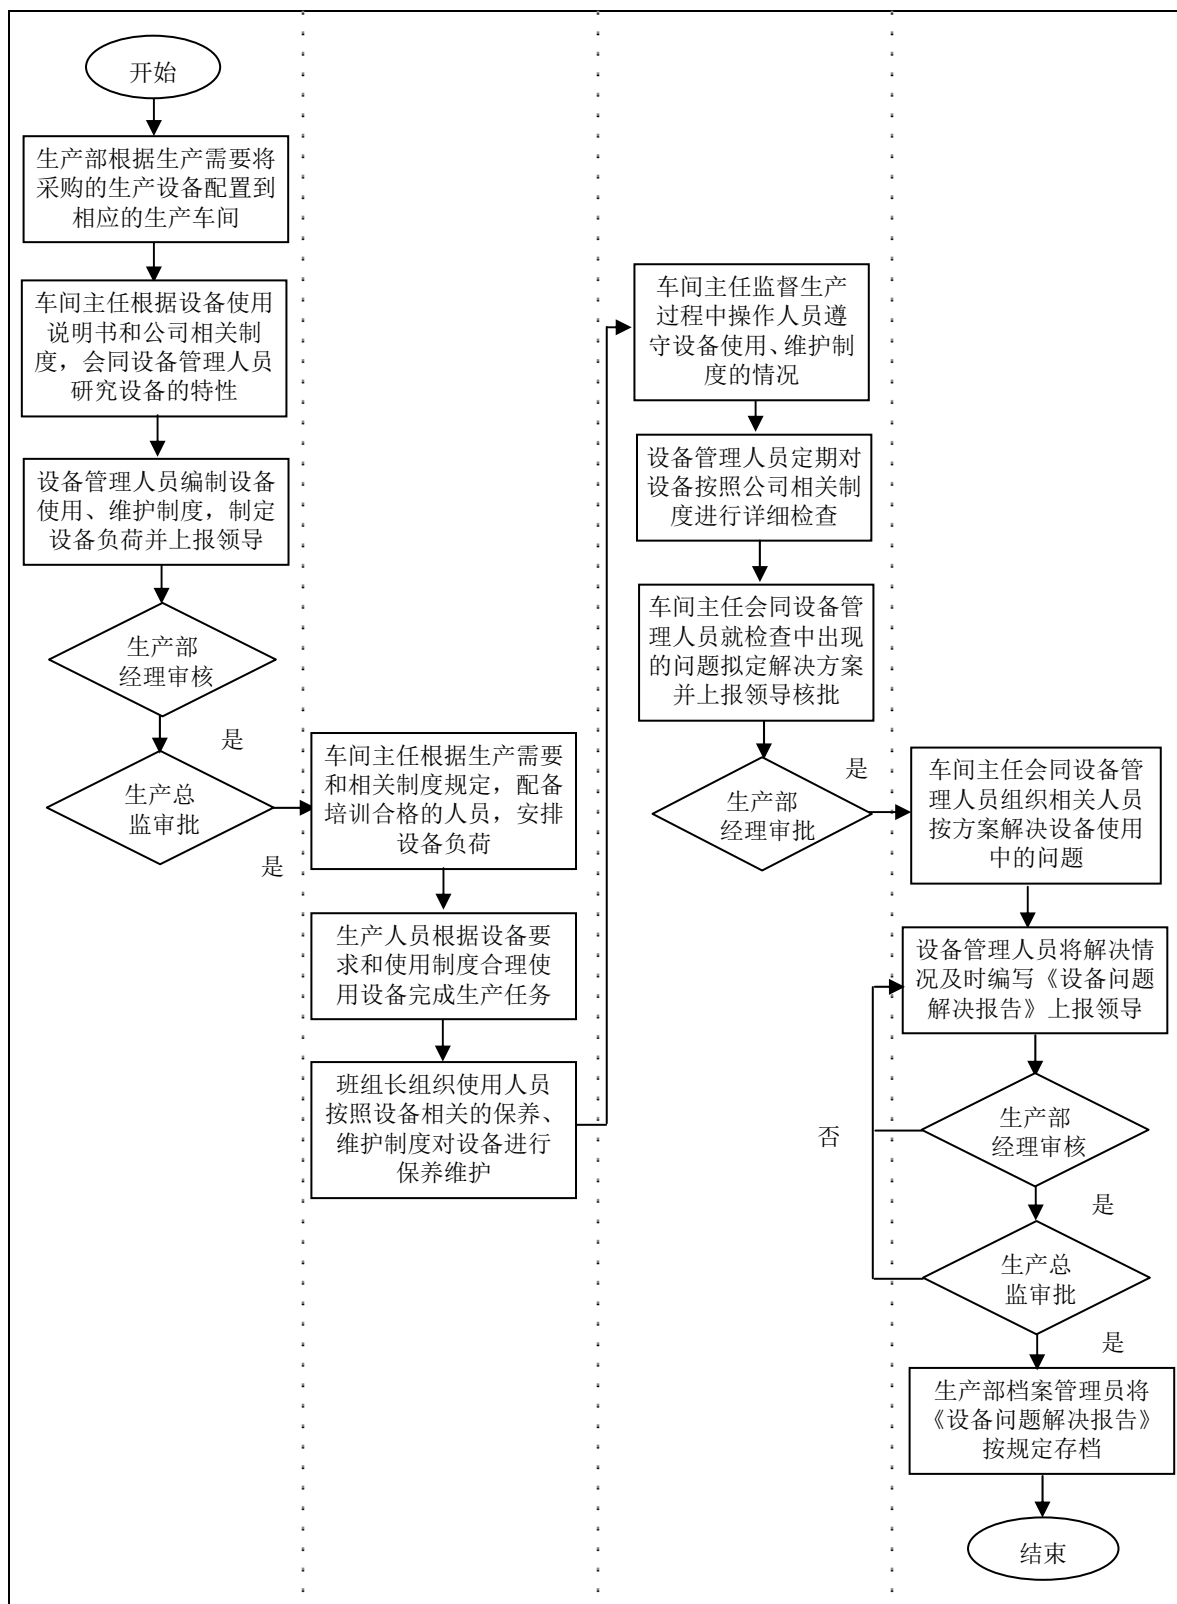 开始
生产部根据生产需要将
采购的生产设备配置到
相应的生产车间
车间主任根据设备使用
说明书和公司相关制
度，会同设备管理人员
研究设备的特性
设备管理人员编制设备
使用、维护制度，制定
设备负荷并上报领导
生产部
经理审核
是
生产总
监审批
是
车间主任根据生产需要
和相关制度规定，配备
培训合格的人员，安排
设备负荷
生产人员根据设备要
求和使用制度合理使
用设备完成生产任务
班组长组织使用人员
按照设备相关的保养、
维护制度对设备进行
保养维护
车间主任监督生产
过程中操作人员遵
守设备使用、维护制
度的情况
设备管理人员定期对
设备按照公司相关制
度进行详细检查
车间主任会同设备管
理人员就检查中出现
的问题拟定解决方案
并上报领导核批
生产部
经理审批
是
车间主任会同设备管
理人员组织相关人员
按方案解决设备使用
中的问题
设备管理人员将解决情
况及时编写《设备问题
解决报告》上报领导
生产部
经理审核
否
是
生产总
监审批
是
生产部档案管理员将
《设备问题解决报告》
按规定存档
结束